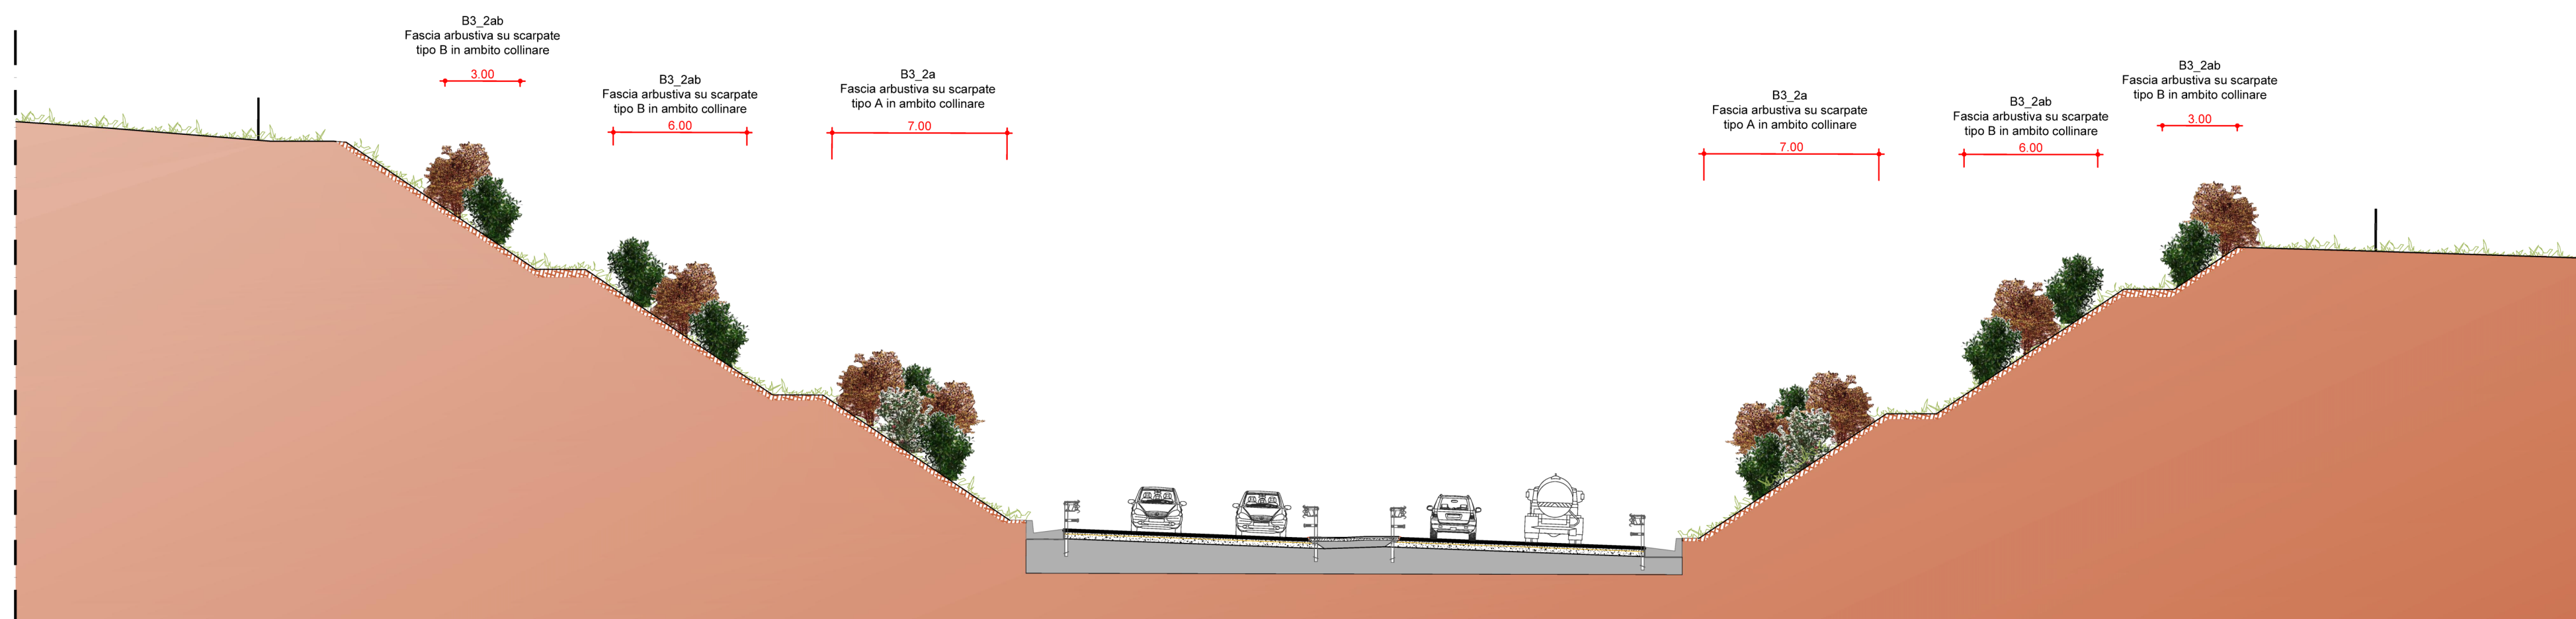 B3_2ab
Fascia arbustiva su scarpate
tipo B in ambito collinare
3.00
B3_2ab
Fascia arbustiva su scarpate
tipo B in ambito collinare
6.00
B3_2a
Fascia arbustiva su scarpate
tipo A in ambito collinare
7.00
B3_2a
Fascia arbustiva su scarpate
tipo A in ambito collinare
7.00
B3_2ab
Fascia arbustiva su scarpate
tipo B in ambito collinare
6.00
B3_2ab
Fascia arbustiva su scarpate
tipo B in ambito collinare
3.00